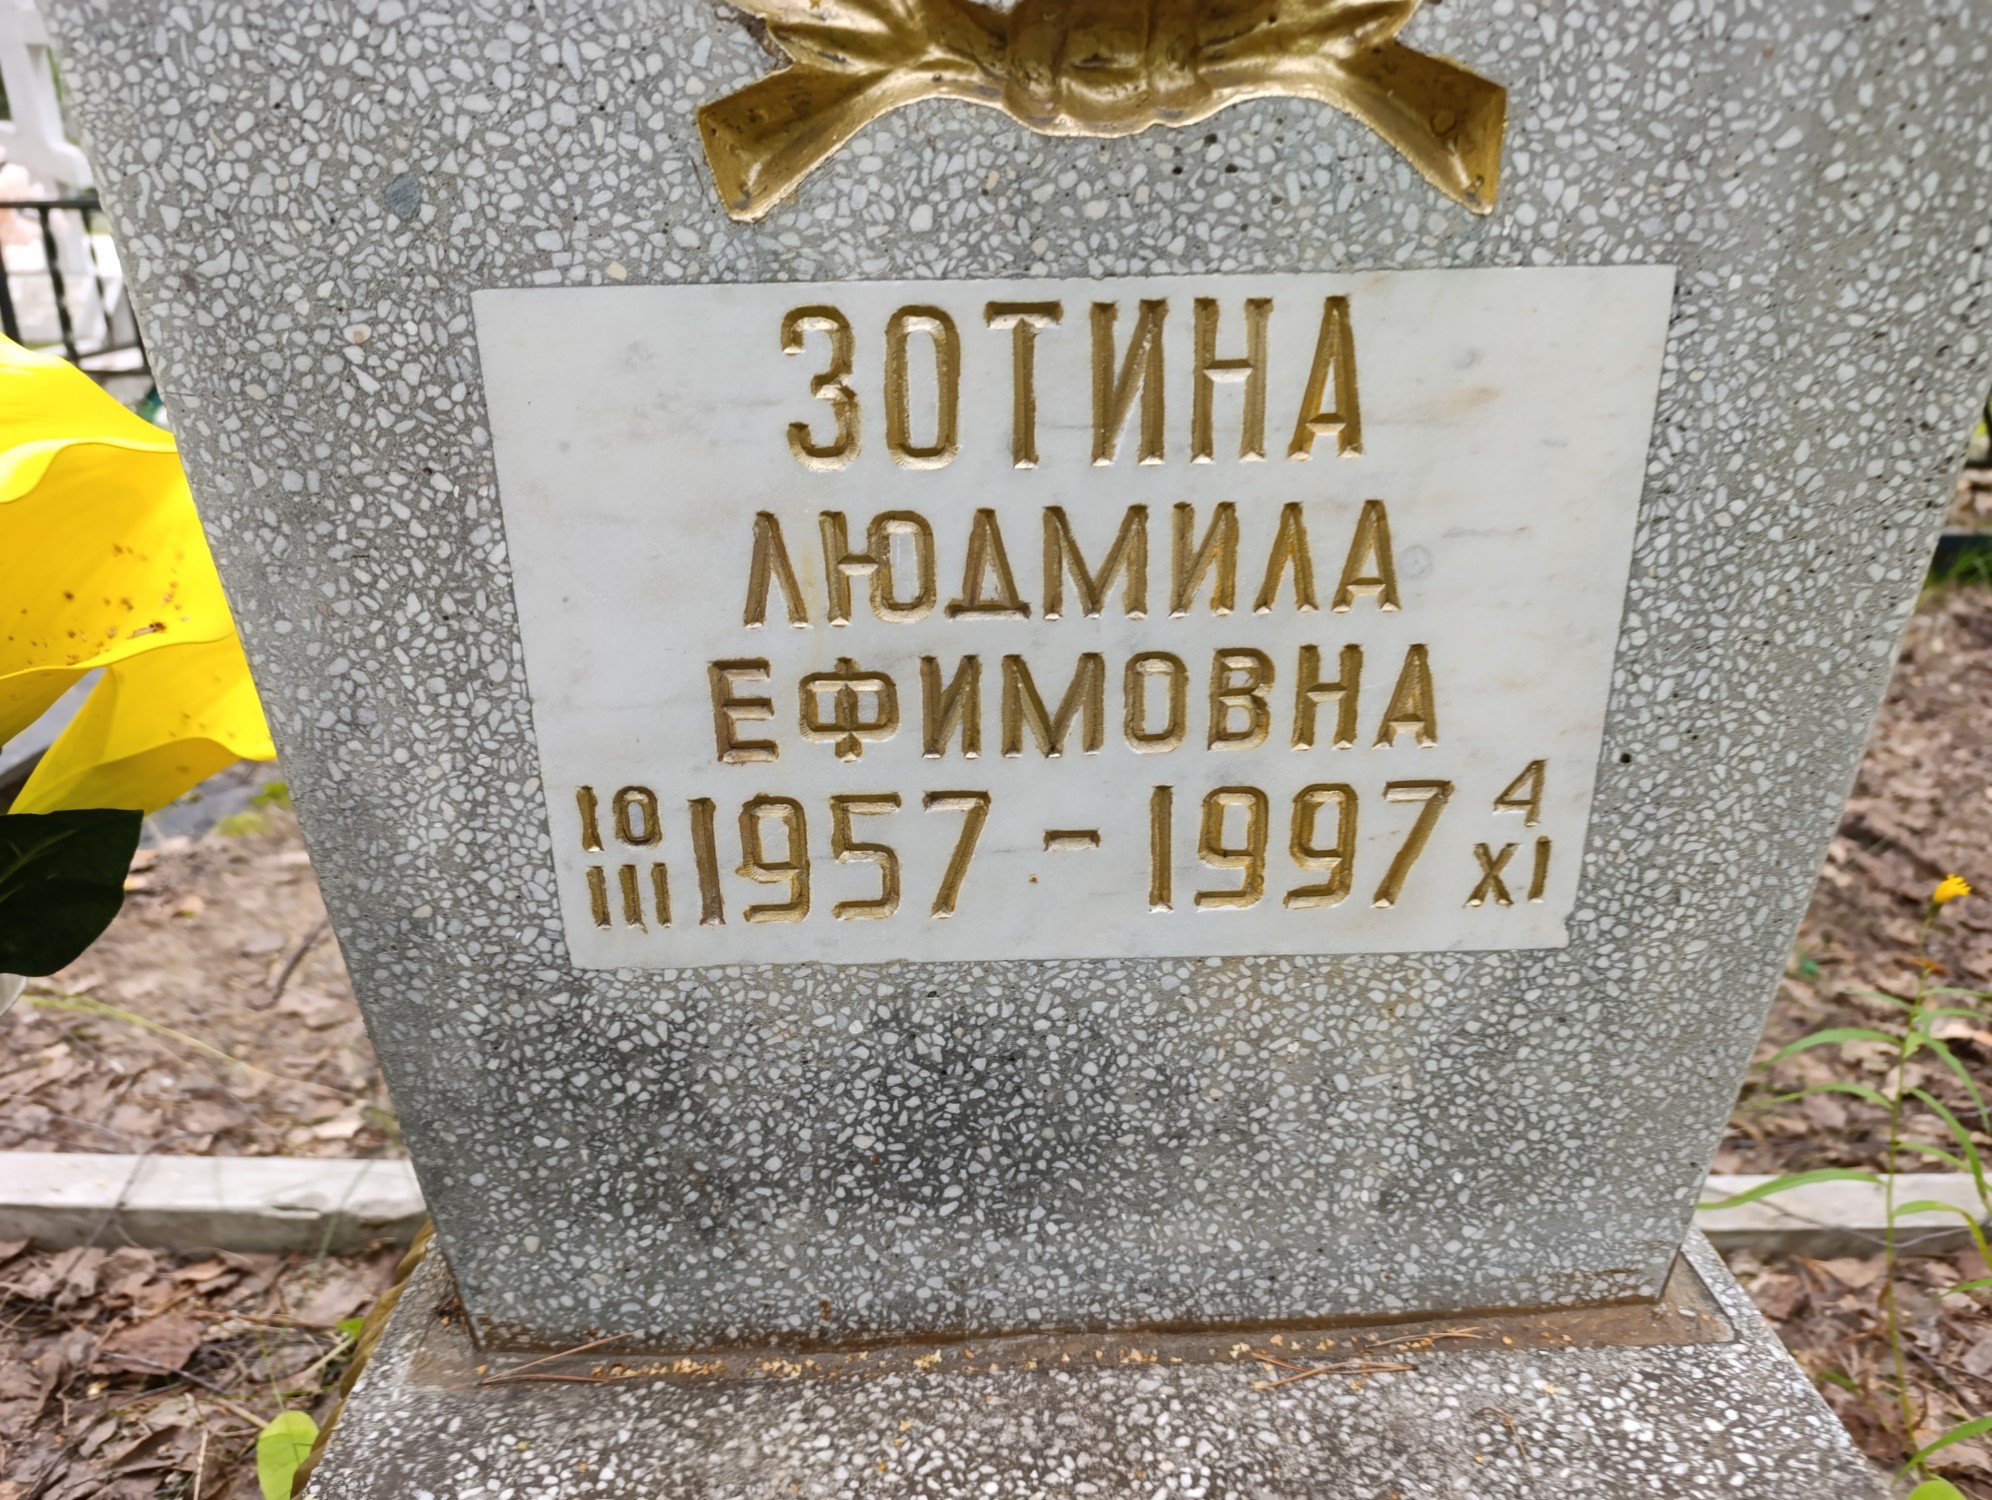 ЗОТИНА
ЛЮДМИЛА
ЕФИМОВНА
10 III 1957 - 1997 4 XI